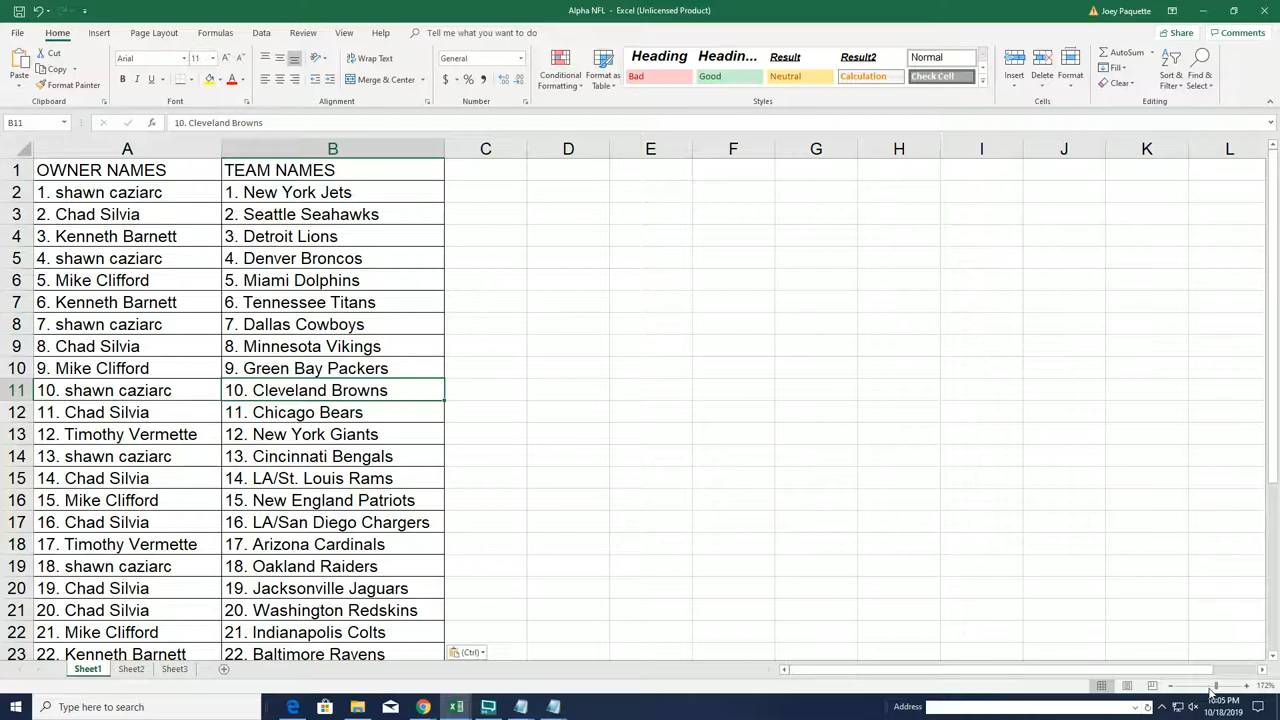 Alpha NFL - Excel (Unlicensed Product)
Joey Paquette
File Home Insert Page Layout Formulas Data Review View Help Tell me what you want to do
Share Comments
Cut
Copy
Format Painter
Paste
Clipboard
Arial 11
B I U
Font
Wrap Text
Merge & Center
Alignment
General
$ % ,
Number
Conditional Formatting
Format as Table
Heading Headin... Result Result2 Normal
Bad Good Neutral Calculation Check Cell
Styles
Insert Delete Format
Cells
AutoSum
Fill
Clear
Sort & Filter
Find & Select
Editing
B11 10. Cleveland Browns
A B C D E F G H I J K L
1 OWNER NAMES TEAM NAMES
2 1. shawn caziarc 1. New York Jets
3 2. Chad Silvia 2. Seattle Seahawks
4 3. Kenneth Barnett 3. Detroit Lions
5 4. shawn caziarc 4. Denver Broncos
6 5. Mike Clifford 5. Miami Dolphins
7 6. Kenneth Barnett 6. Tennessee Titans
8 7. shawn caziarc 7. Dallas Cowboys
9 8. Chad Silvia 8. Minnesota Vikings
10 9. Mike Clifford 9. Green Bay Packers
11 10. shawn caziarc 10. Cleveland Browns
12 11. Chad Silvia 11. Chicago Bears
13 12. Timothy Vermette 12. New York Giants
14 13. shawn caziarc 13. Cincinnati Bengals
15 14. Chad Silvia 14. LA/St. Louis Rams
16 15. Mike Clifford 15. New England Patriots
17 16. Chad Silvia 16. LA/San Diego Chargers
18 17. Timothy Vermette 17. Arizona Cardinals
19 18. shawn caziarc 18. Oakland Raiders
20 19. Chad Silvia 19. Jacksonville Jaguars
21 20. Chad Silvia 20. Washington Redskins
22 21. Mike Clifford 21. Indianapolis Colts
23 22. Kenneth Barnett 22. Baltimore Ravens
(Ctrl)
Sheet1 Sheet2 Sheet3
172%
Type here to search
Address
10:05 PM
10/18/2019